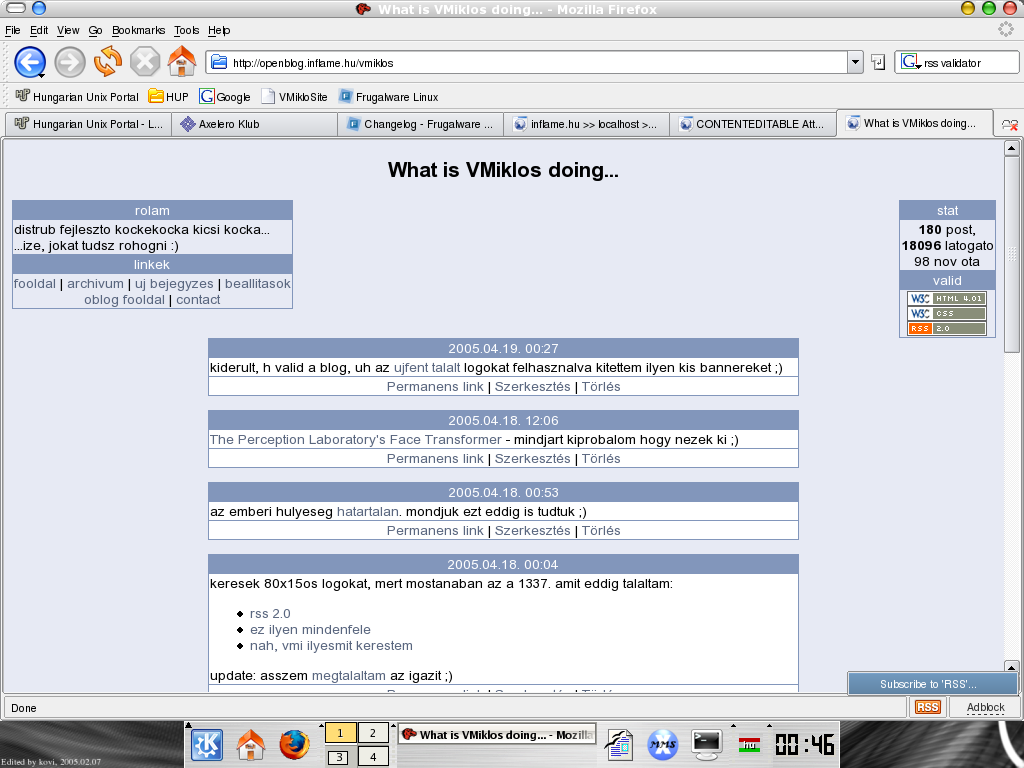 What is VMiklos doing... - Mozilla Firefox
File Edit View Go Bookmarks Tools Help
http://openblog.inflame.hu/vmiklos
rss validator
Hungarian Unix Portal HUP Google VMikloSite Frugalware Linux
Hungarian Unix Portal - L... Axelero Klub Changelog - Frugalware ... inflame.hu >> localhost >... CONTENTEDITABLE Att... What is VMiklos doing...
What is VMiklos doing...
rolam
distrub fejleszto kockekocka kicsi kocka...
...ize, jokat tudsz rohogni :)
linkek
fooldal | archivum | uj bejegyzes | beallitasok
oblog fooldal | contact
stat
180 post,
18096 latogato
98 nov ota
valid
W3C HTML 4.01
W3C CSS
RSS 2.0
2005.04.19. 00:27
kiderult, h valid a blog, uh az ujfent talalt logokat felhasznalva kitettem ilyen kis bannereket ;)
Permanens link | Szerkesztés | Törlés
2005.04.18. 12:06
The Perception Laboratory's Face Transformer - mindjart kiprobalom hogy nezek ki ;)
Permanens link | Szerkesztés | Törlés
2005.04.18. 00:53
az emberi hulyeseg hatartalan. mondjuk ezt eddig is tudtuk ;)
Permanens link | Szerkesztés | Törlés
2005.04.18. 00:04
keresek 80x15os logokat, mert mostanaban az a 1337. amit eddig talaltam:
rss 2.0
ez ilyen mindenfele
nah, vmi ilyesmit kerestem
update: asszem megtalaltam az igazit ;)
Permanens link | Szerkesztés | Törlés
Subscribe to 'RSS'...
Done
RSS
Adblock
1 2
3 4
What is VMiklos doing... - Mozilla
MMS
hu
00:46
Edited by kovi, 2005.02.07